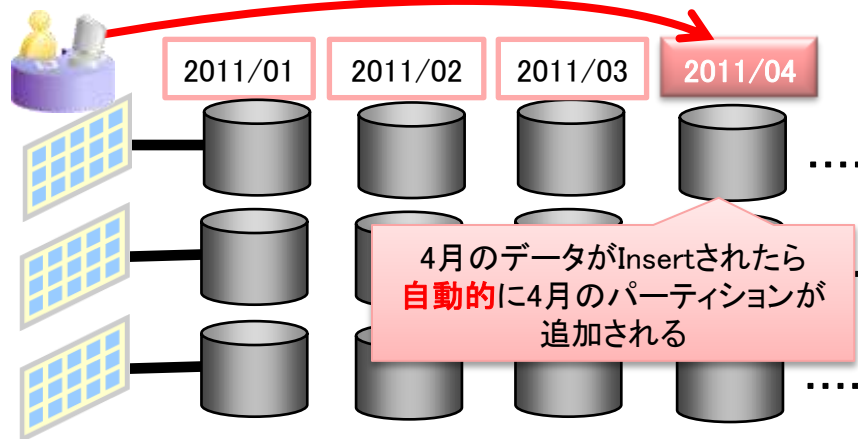 2011/01
2011/02
2011/03
2011/04
....
4月のデータがInsertされたら
自動的に4月のパーティションが
追加される
....